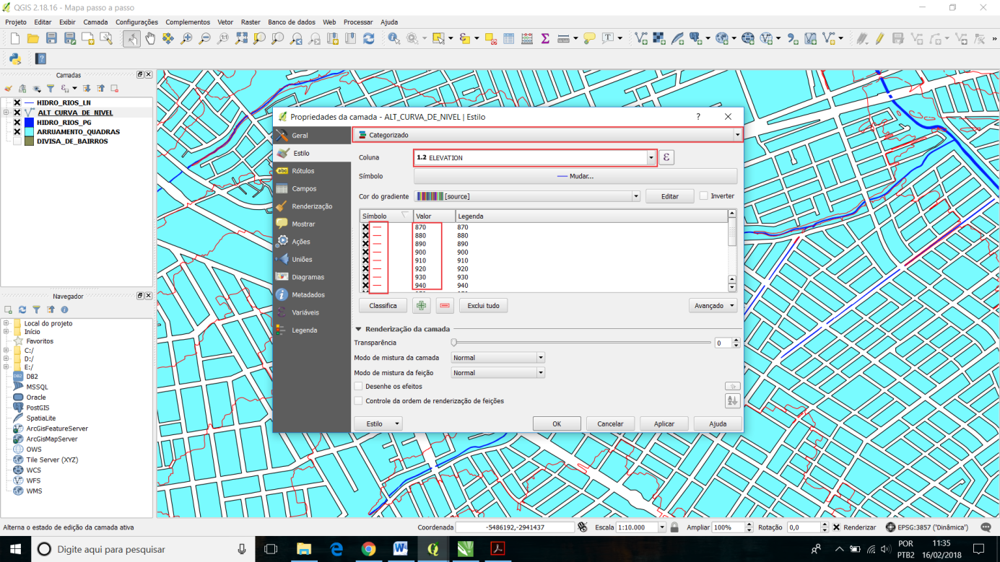 QGIS 2.18.16 - Mapa passo a passo
Projeto Editar Exibir Camada Configurações Complementos Vetor Raster Banco de dados Web Processar Ajuda
Camadas
HIDRO_RIOS_LN
ALT_CURVA_DE_NIVEL
HIDRO_RIOS_PG
ARRUAMENTO_QUADRAS
DIVISA_DE_BAIRROS
Navegador
Local do projeto
Início
Favoritos
C:/
D:/
E:/
DB2
MSSQL
Oracle
PostGIS
SpatiaLite
ArcGisFeatureServer
ArcGisMapServer
OWS
Tile Server (XYZ)
WCS
WFS
WMS
Propriedades da camada - ALT_CURVA_DE_NIVEL | Estilo
?
Geral
Estilo
abc Rótulos
Campos
Renderização
Mostrar
Ações
Uniões
Diagramas
Metadados
Variáveis
Legenda
Categorizado
Coluna 1.2 ELEVATION ε
Símbolo Mudar...
Cor do gradiente [source] Editar Inverter
Símbolo Valor Legenda
870 870
880 880
890 890
900 900
910 910
920 920
930 930
940 940
Classifica Exclui tudo Avançado
Renderização da camada
Transparência 0
Modo de mistura da camada Normal
Modo de mistura da feição Normal
Desenhe os efeitos
Controle da ordem de renderização de feições
Estilo OK Cancelar Aplicar Ajuda
Alterna o estado de edição da camada ativa Coordenada -5486192,-2941437 Escala 1:10.000 Ampliar 100% Rotação 0,0 Renderizar EPSG:3857 ('Dinâmica')
Digite aqui para pesquisar
POR
PTB2
11:35
16/02/2018